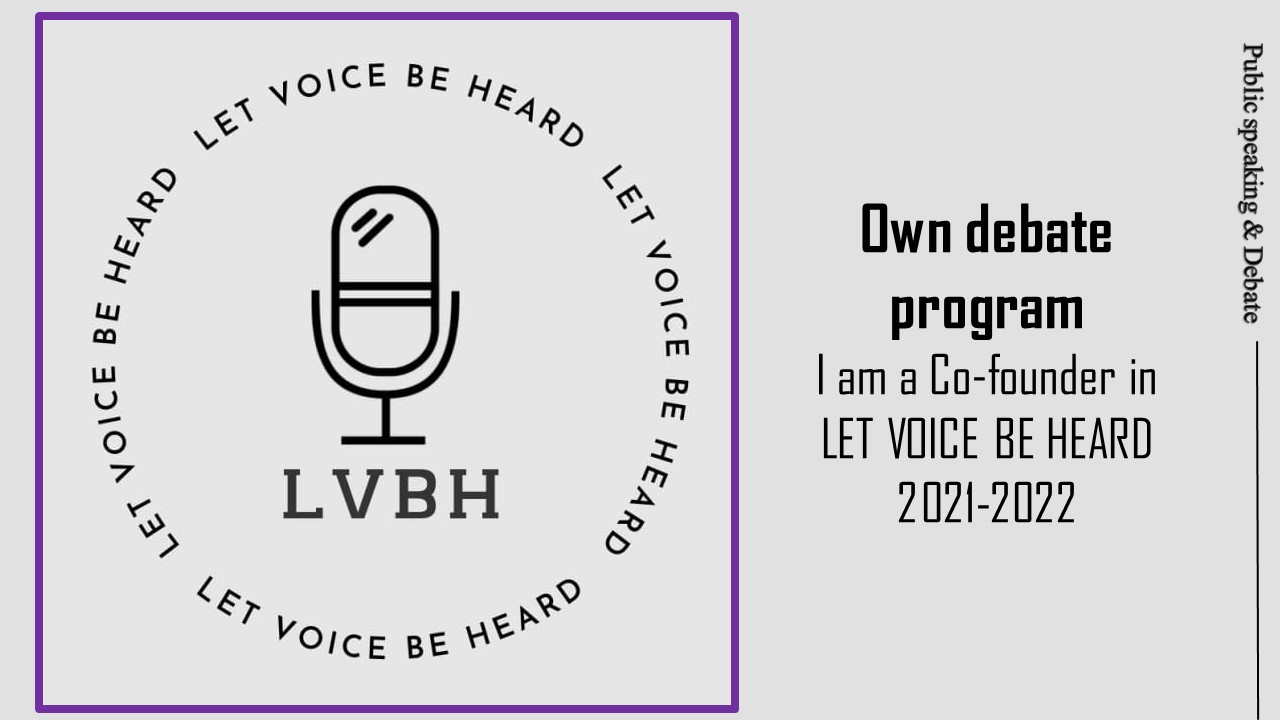 LET VOICE BE HEARD
LET VOICE BE HEARD
LET VOICE BE HEARD
LET VOICE BE HEARD
LVBH
Own debate
program
I am a Co-founder in
LET VOICE BE HEARD
2021-2022
Public speaking & Debate